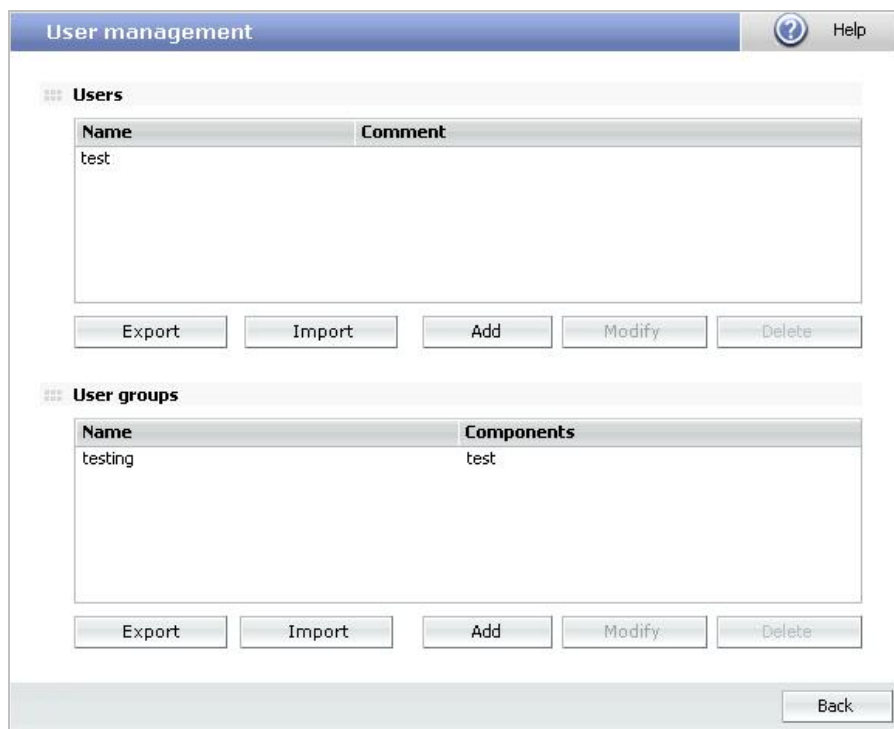 User management
Help
Users
Name Comment
test
Export Import Add Modify Delete
User groups
Name Components
testing test
Export Import Add Modify Delete
Back